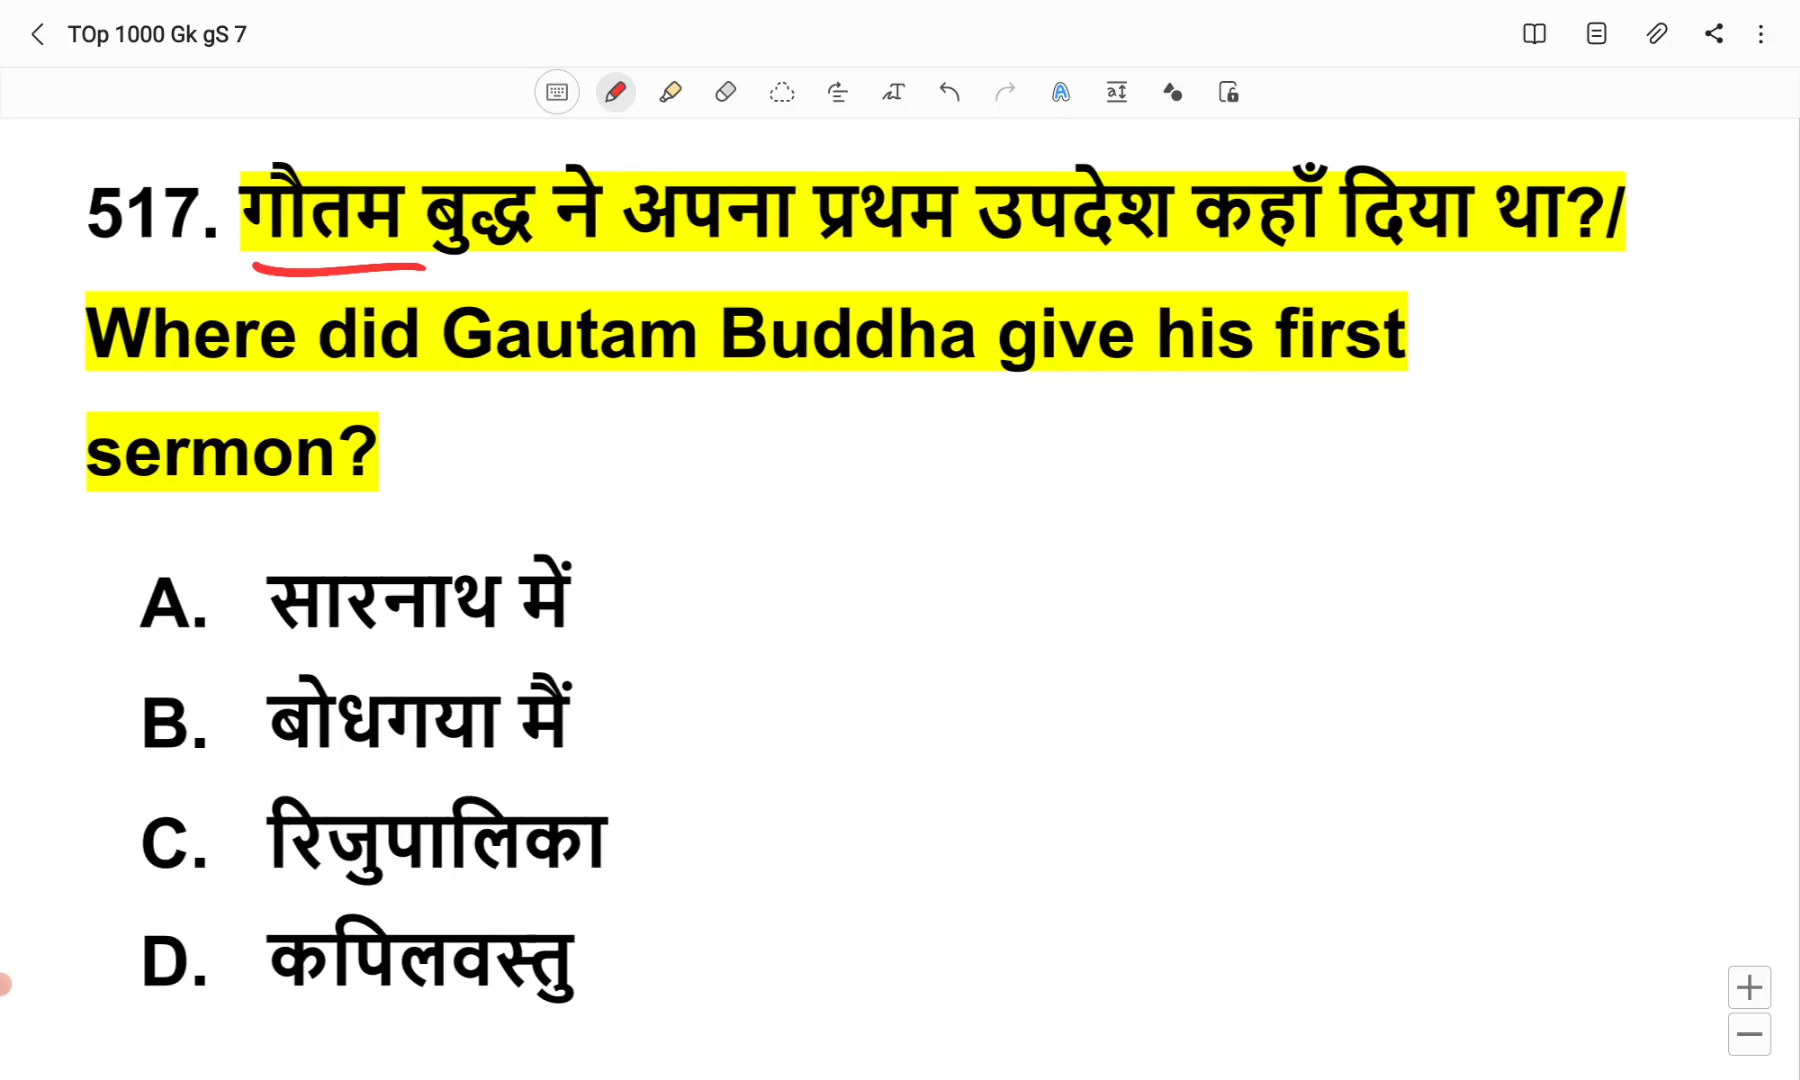 TOp 1000 Gk gS 7
517. गौतम बुद्ध ने अपना प्रथम उपदेश कहाँ दिया था?/
Where did Gautam Buddha give his first
sermon?
A. सारनाथ में
B. बोधगया मैं
C. रिजुपालिका
D. कपिलवस्तु